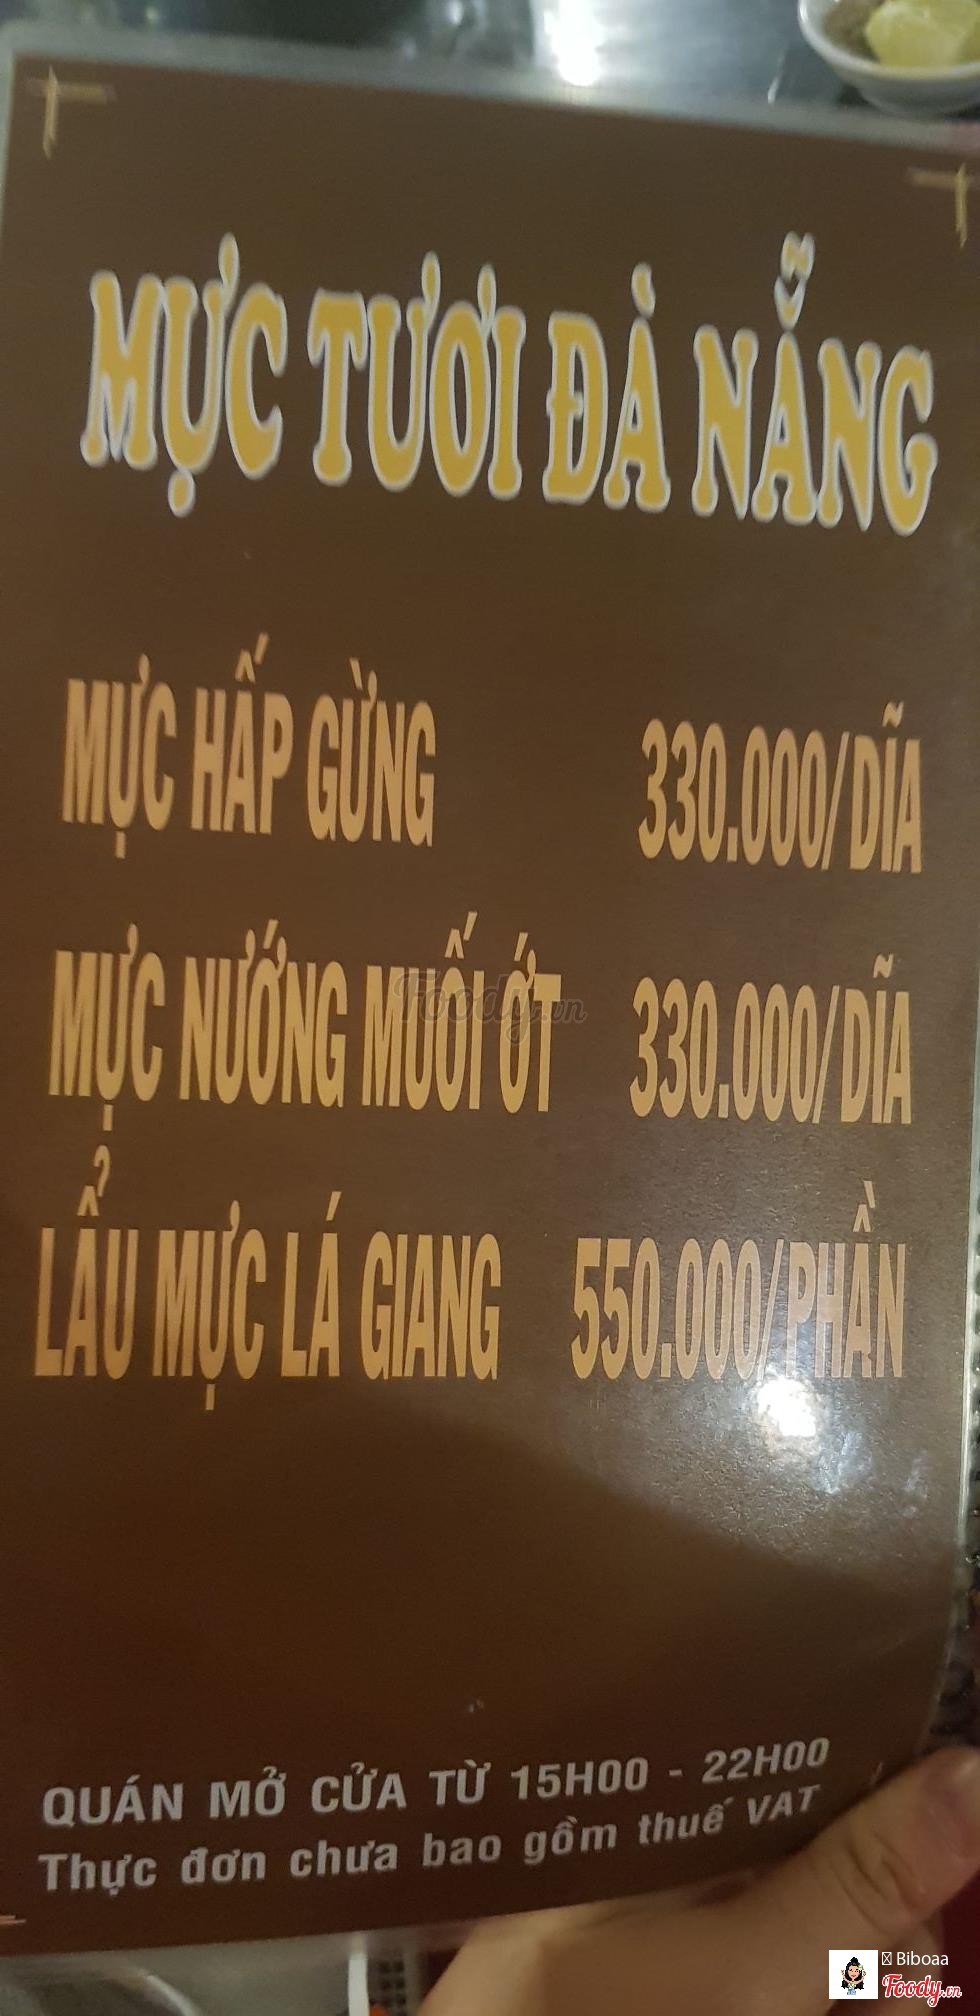 MỰC TƯƠI ĐÀ NẴNG
MỰC HẤP GỪNG 330.000/DĨA
MỰC NƯỚNG MUỐI ỚT 330.000/DĨA
Foody.vn
LẨU MỰC LÁ GIANG 550.000/PHẦN
QUÁN MỞ CỬA TỪ 15H00 - 22H00
Thực đơn chưa bao gồm thuế VAT
Biboaa
Foody.vn